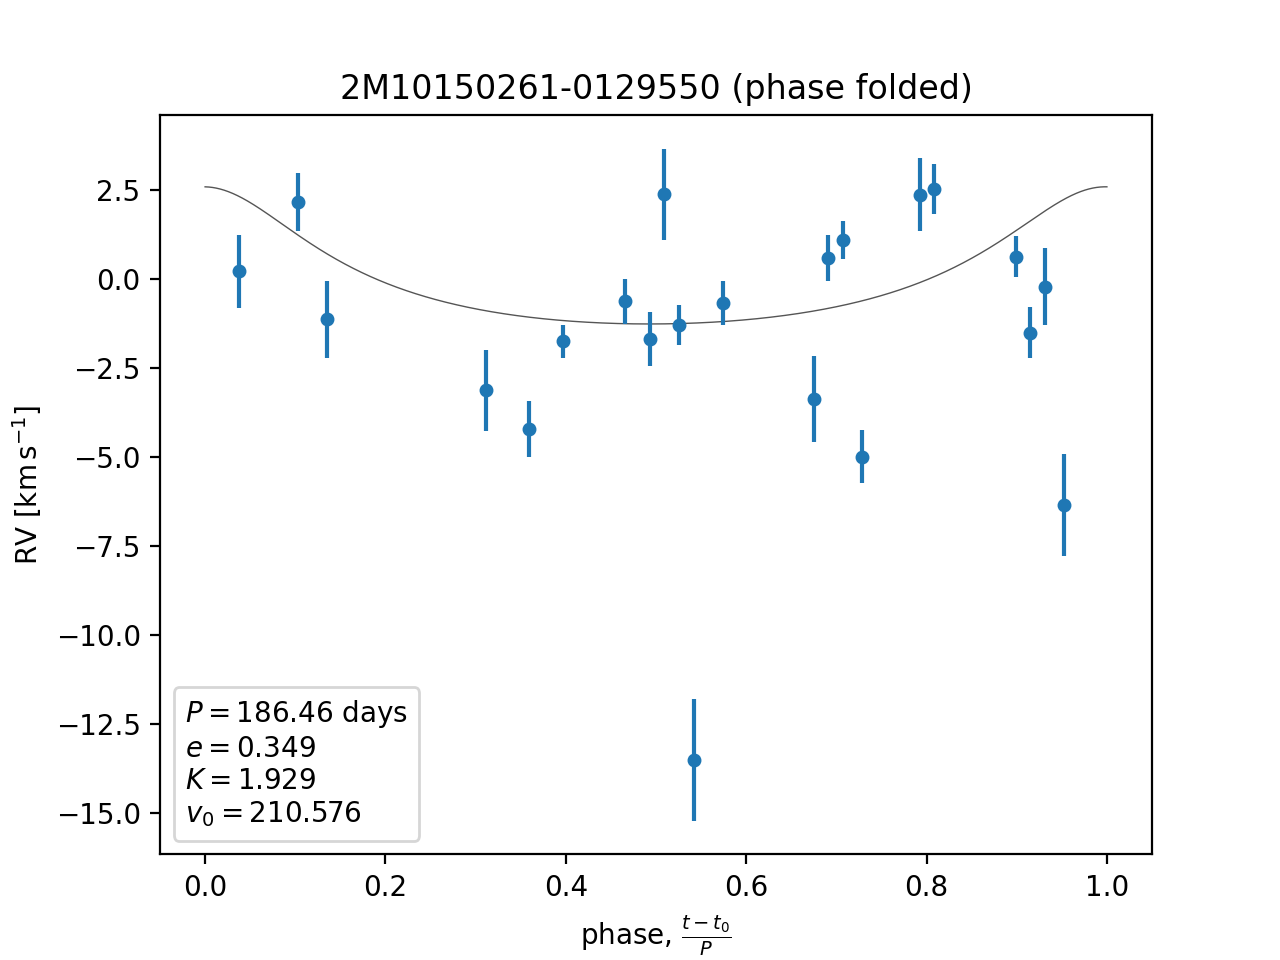 2M10150261-0129550 (phase folded)
RV [km s⁻¹]
2.5
0.0
−2.5
−5.0
−7.5
−10.0
−12.5
−15.0
P = 186.46 days
e = 0.349
K = 1.929
v₀ = 210.576
0.0 0.2 0.4 0.6 0.8 1.0
phase, (t − t₀)/P